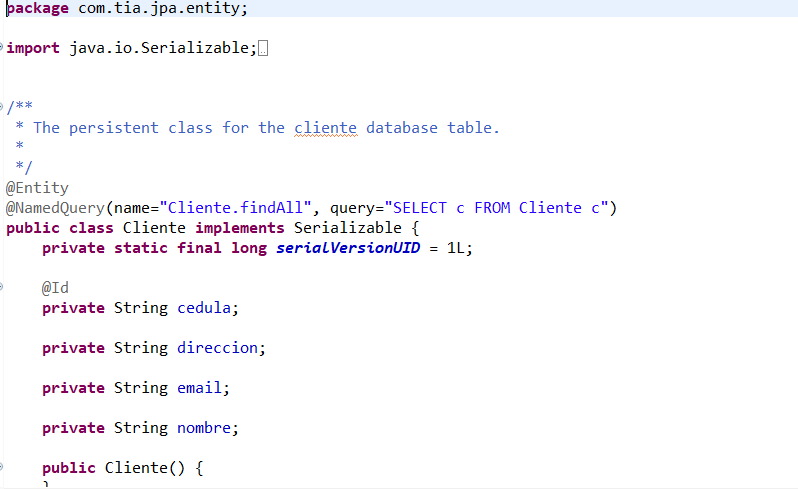 package com.tia.jpa.entity;
import java.io.Serializable;
/**
 * The persistent class for the cliente database table.
 *
 */
@Entity
@NamedQuery(name="Cliente.findAll", query="SELECT c FROM Cliente c")
public class Cliente implements Serializable {
    private static final long serialVersionUID = 1L;
    @Id
    private String cedula;
    private String direccion;
    private String email;
    private String nombre;
    public Cliente() {
    }